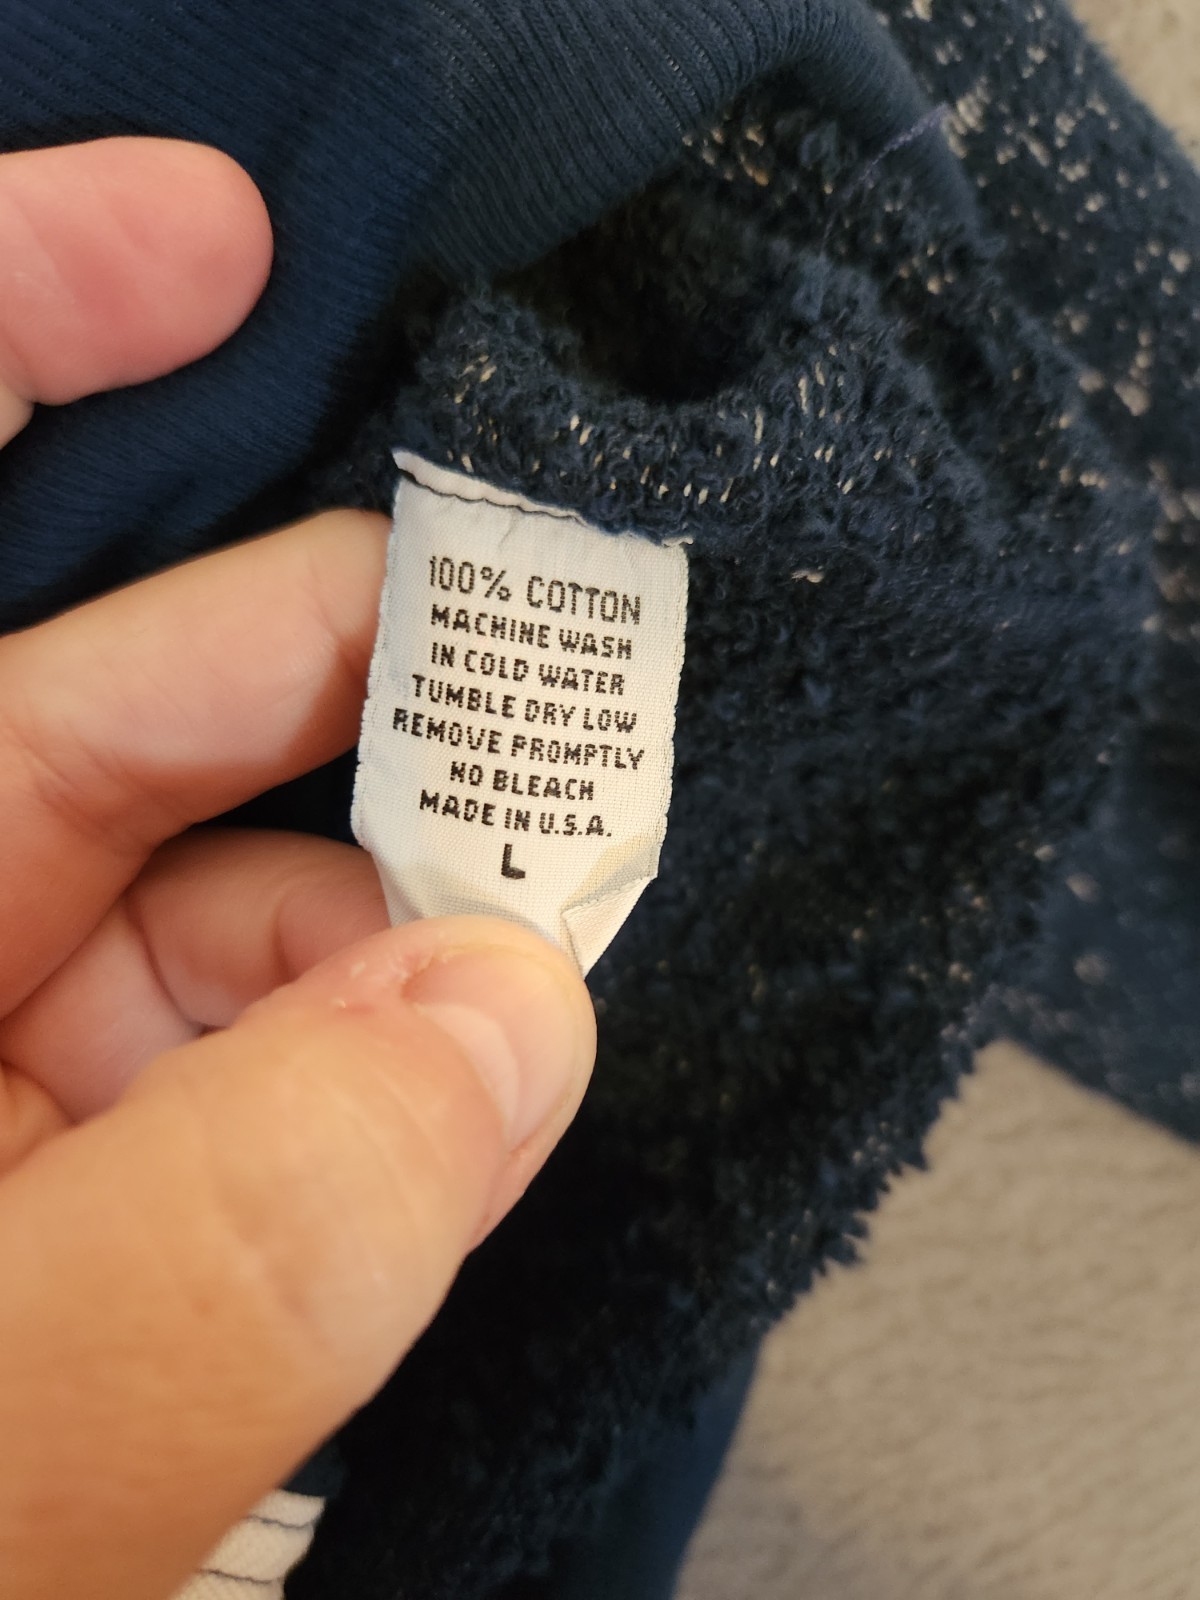 100% COTTON
MACHINE WASH
IN COLD WATER
TUMBLE DRY LOW
REMOVE PROMPTLY
NO BLEACH
MADE IN U.S.A.
L